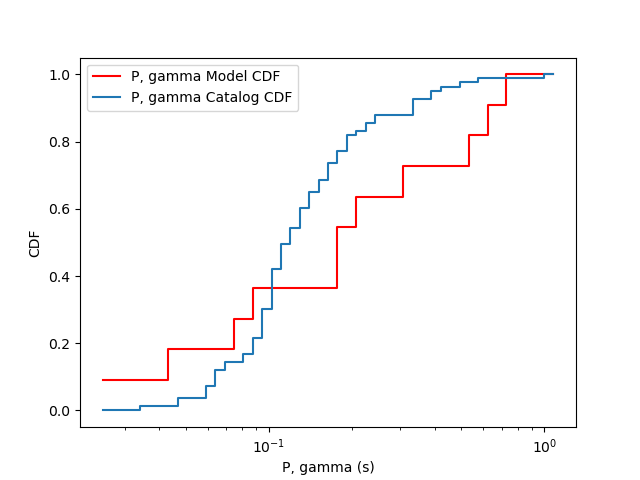 P, gamma Model CDF
P, gamma Catalog CDF
1.0
0.8
0.6
0.4
0.2
0.0
CDF
10⁻¹ 10⁰
P, gamma (s)